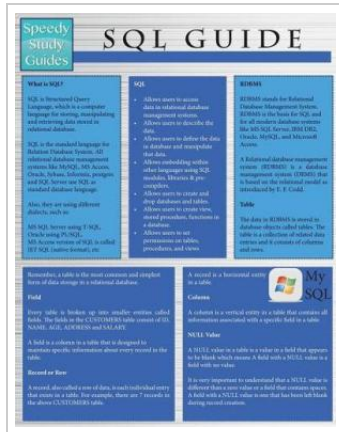 Speedy
Study
Guides
SQL GUIDE
What is SQL?
SQL is Structured Query
Language, which is a computer
language for storing, manipulating
and retrieving data stored in
relational database.
SQL is the standard language for
Relation Database System. All
relational database management
systems like MySQL, MS Access,
Oracle, Sybase, Informix, postgres
and SQL Server use SQL as
standard database language.
Also, they are using different
dialects, such as:
MS SQL Server using T-SQL,
Oracle using PL/SQL,
MS Access version of SQL is called
JET SQL (native format), etc
SQL
• Allows users to access
data in relational database
management systems.
• Allows users to describe the
data.
• Allows users to define the data
in database and manipulate
that data.
• Allows embedding within
other languages using SQL
modules, libraries & pre-
compilers.
• Allows users to create and
drop databases and tables.
• Allows users to create view,
stored procedure, functions in
a database.
• Allows users to set
permissions on tables,
procedures, and views
RDBMS
RDBMS stands for Relational
Database Management System.
RDBMS is the basis for SQL and
for all modern database systems
like MS SQL Server, IBM DB2,
Oracle, MySQL, and Microsoft
Access.
A Relational database management
system (RDBMS) is a database
management system (DBMS) that
is based on the relational model as
introduced by E. F. Codd.
Table
The data in RDBMS is stored in
database objects called tables. The
table is a collection of related data
entries and it consists of columns
and rows.
Remember, a table is the most common and simplest
form of data storage in a relational database.
Field
Every table is broken up into smaller entities called
fields. The fields in the CUSTOMERS table consist of ID,
NAME, AGE, ADDRESS and SALARY.
A field is a column in a table that is designed to
maintain specific information about every record in the
table.
Record or Row
A record, also called a row of data, is each individual entry
that exists in a table. For example, there are 7 records in
the above CUSTOMERS table.
A record is a horizontal entity
in a table.
My
SQL
Column
A column is a vertical entity in a table that contains all
information associated with a specific field in a table.
NULL Value
A NULL value in a table is a value in a field that appears
to be blank which means A field with a NULL value is a
field with no value.
It is very important to understand that a NULL value is
different than a zero value or a field that contains spaces.
A field with a NULL value is one that has been left blank
during record creation.